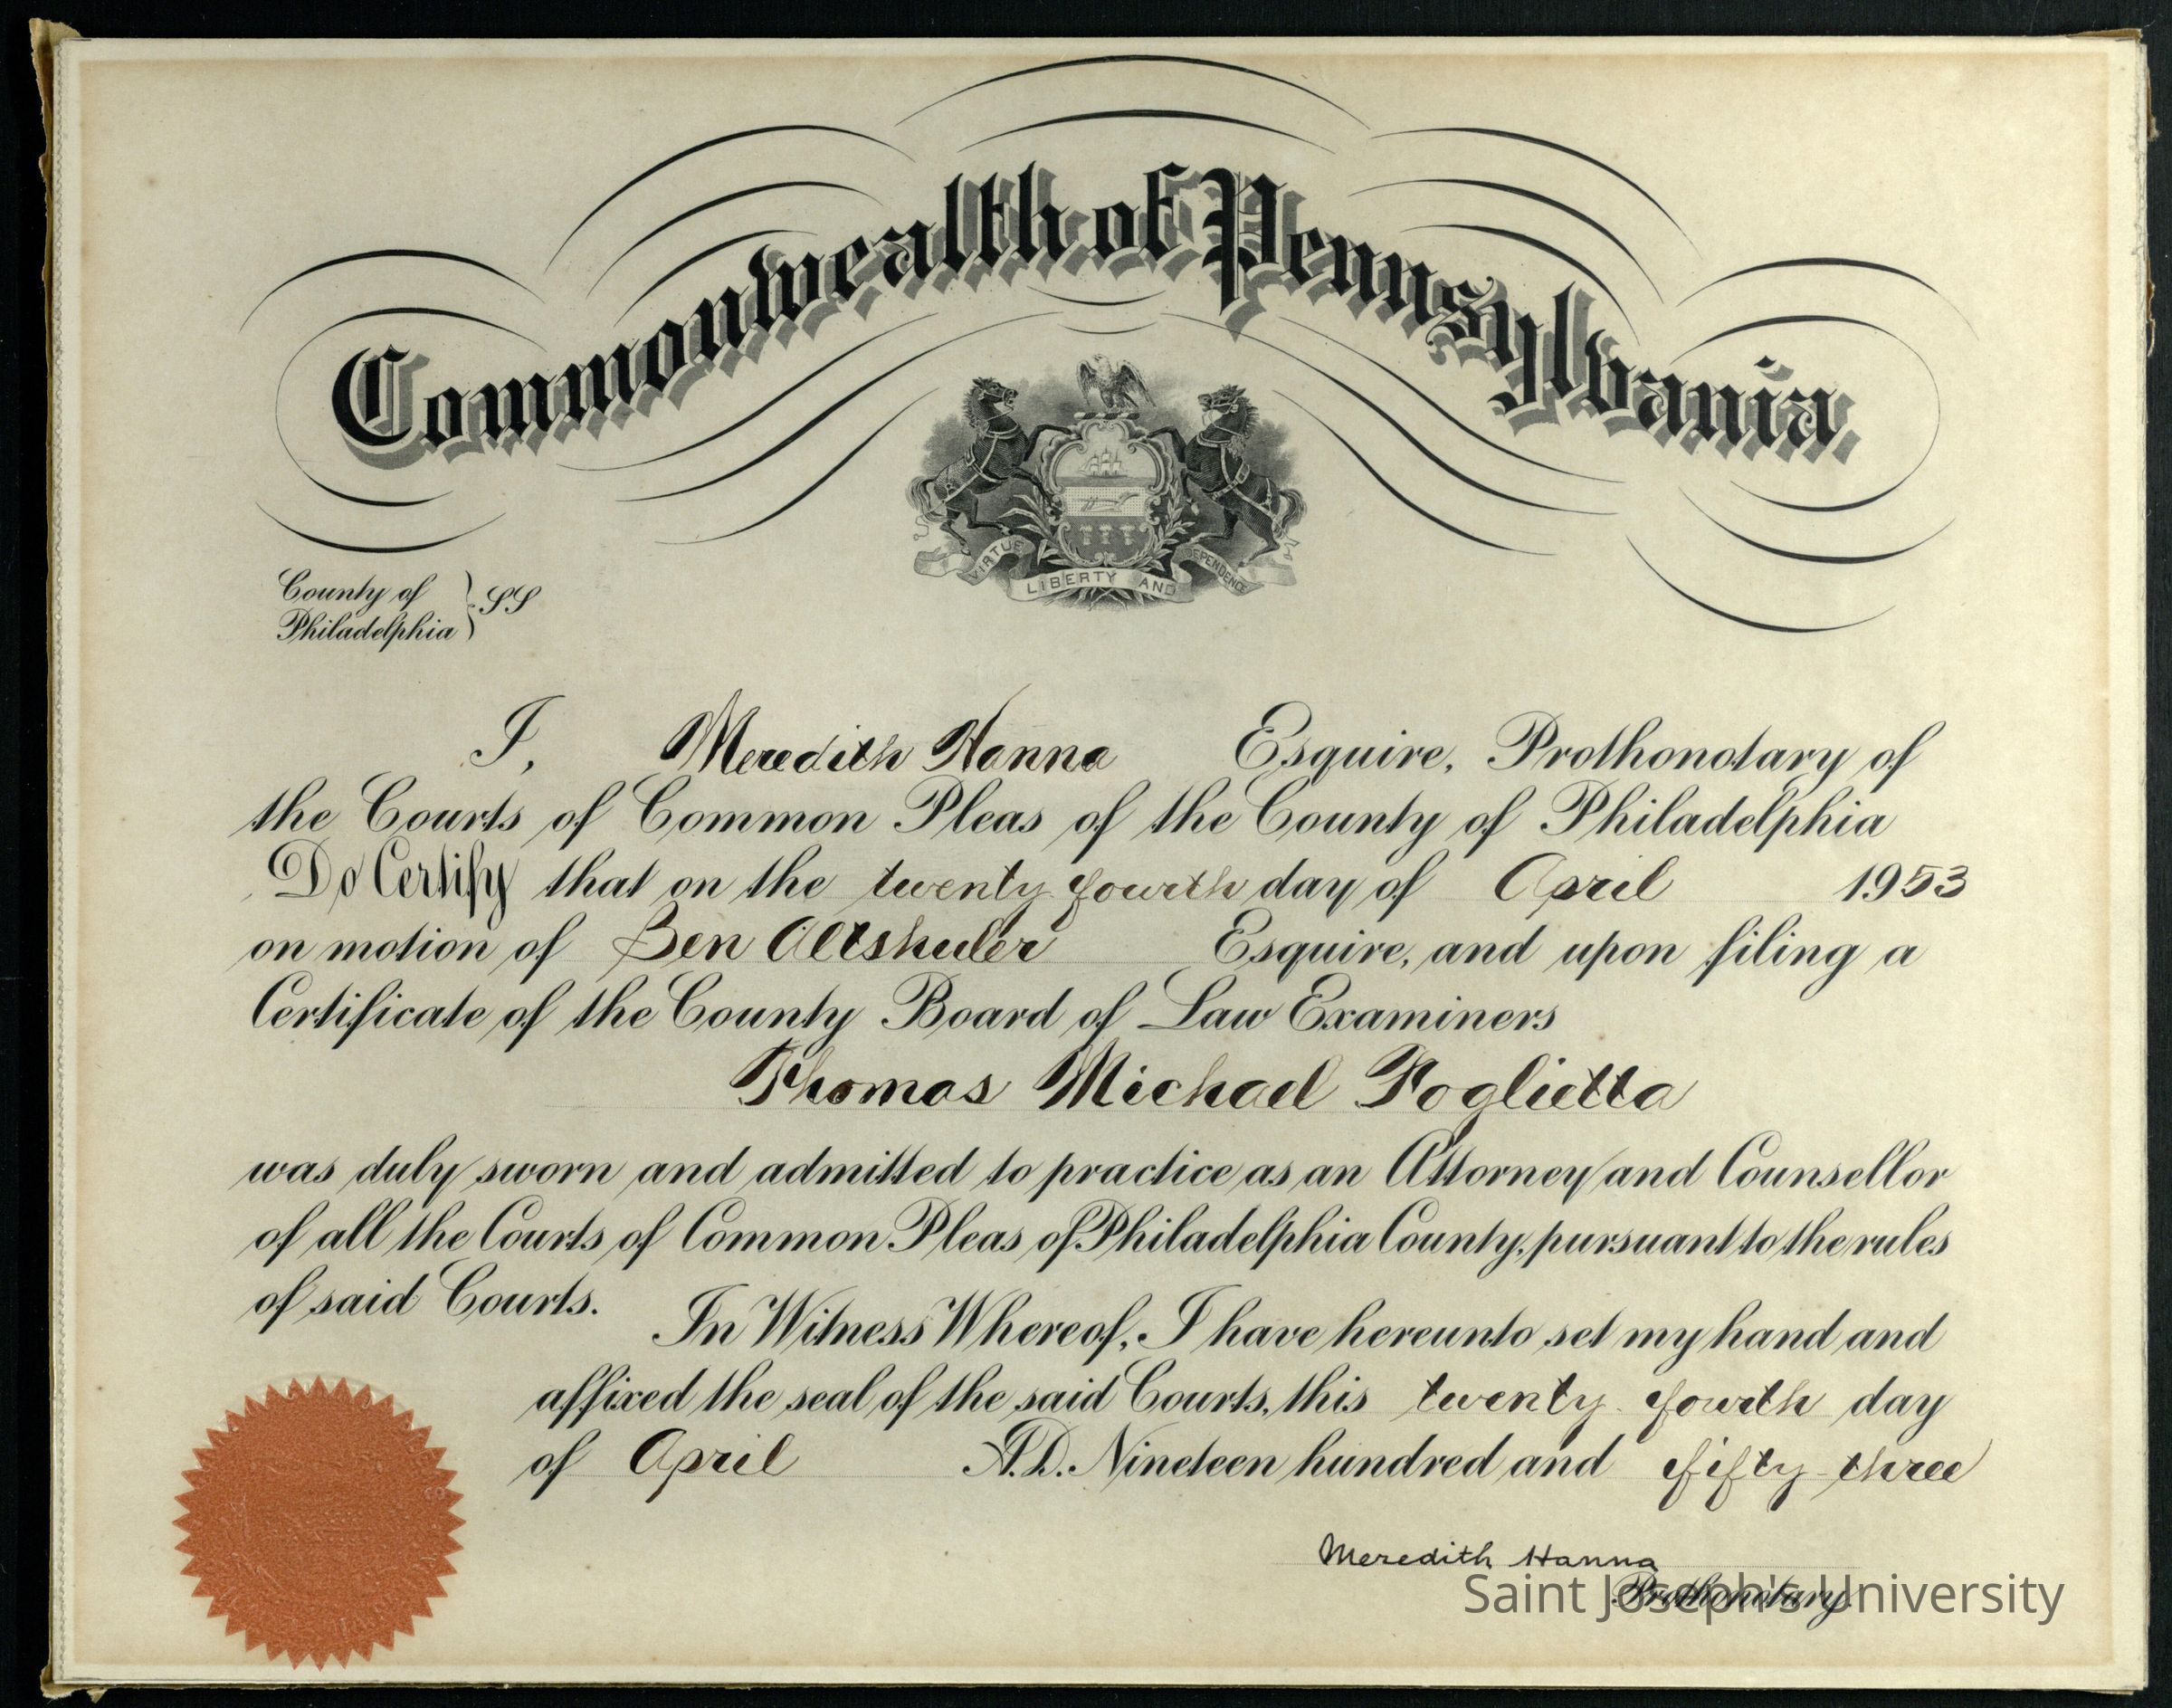 Commonwealth of Pennsylvania
VIRTUE
LIBERTY AND
DEPENDENCE
County of
Philadelphia } SS
I, Meredith Hanna Esquire, Prothonotary of
the Courts of Common Pleas of the County of Philadelphia
Do Certify that on the twenty fourth day of April 1953
on motion of Ben Altshuler Esquire, and upon filing a
Certificate of the County Board of Law Examiners
Thomas Michael Foglietta
was duly sworn and admitted to practice as an Attorney and Counsellor
of all the Courts of Common Pleas of Philadelphia County, pursuant to the rules
of said Courts.
In Witness Whereof, I have hereunto set my hand and
affixed the seal of the said Courts, this twenty fourth day
of April A.D. Nineteen hundred and fifty three
Meredith Hanna
Prothonotary.
Saint Joseph's University